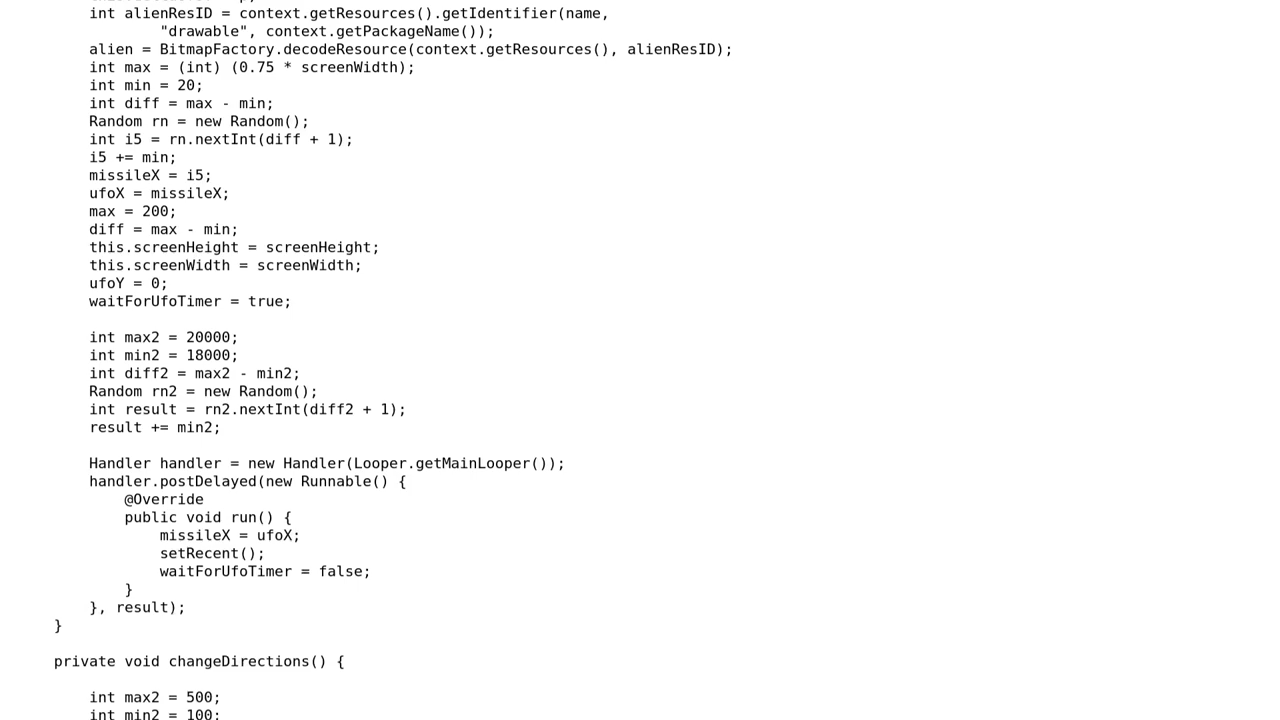 int alienResID = context.getResources().getIdentifier(name,
"drawable", context.getPackageName());
alien = BitmapFactory.decodeResource(context.getResources(), alienResID);
int max = (int) (0.75 * screenWidth);
int min = 20;
int diff = max - min;
Random rn = new Random();
int i5 = rn.nextInt(diff + 1);
i5 += min;
missileX = i5;
ufoX = missileX;
max = 200;
diff = max - min;
this.screenHeight = screenHeight;
this.screenWidth = screenWidth;
ufoY = 0;
waitForUfoTimer = true;

int max2 = 20000;
int min2 = 18000;
int diff2 = max2 - min2;
Random rn2 = new Random();
int result = rn2.nextInt(diff2 + 1);
result += min2;

Handler handler = new Handler(Looper.getMainLooper());
handler.postDelayed(new Runnable() {
@Override
public void run() {
missileX = ufoX;
setRecent();
waitForUfoTimer = false;
}
}, result);
}

private void changeDirections() {

int max2 = 500;
int min2 = 100;